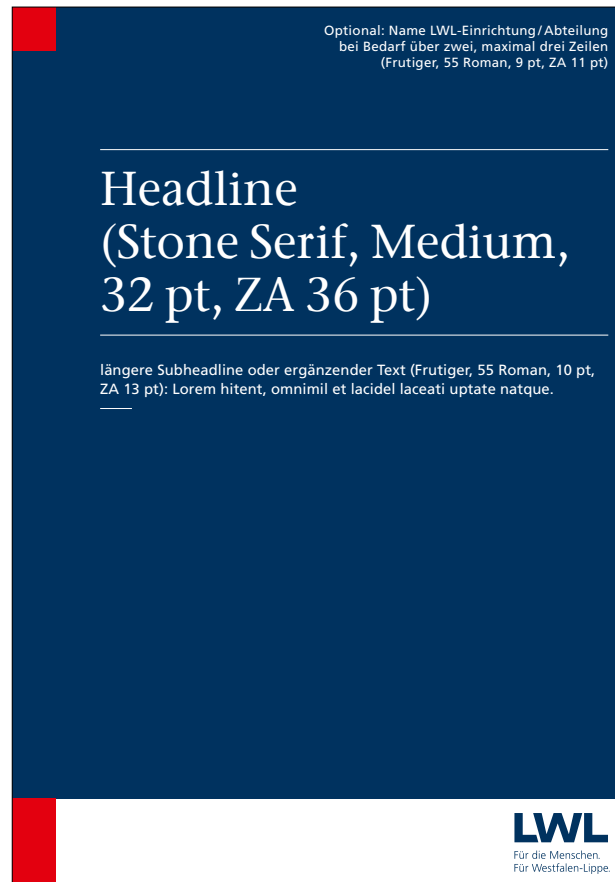 Optional: Name LWL-Einrichtung/Abteilung
bei Bedarf über zwei, maximal drei Zeilen
(Frutiger, 55 Roman, 9 pt, ZA 11 pt)
Headline
(Stone Serif, Medium,
32 pt, ZA 36 pt)
längere Subheadline oder ergänzender Text (Frutiger, 55 Roman, 10 pt,
ZA 13 pt): Lorem hitent, omnimil et lacidel laceati uptate natque.
LWL
Für die Menschen.
Für Westfalen-Lippe.